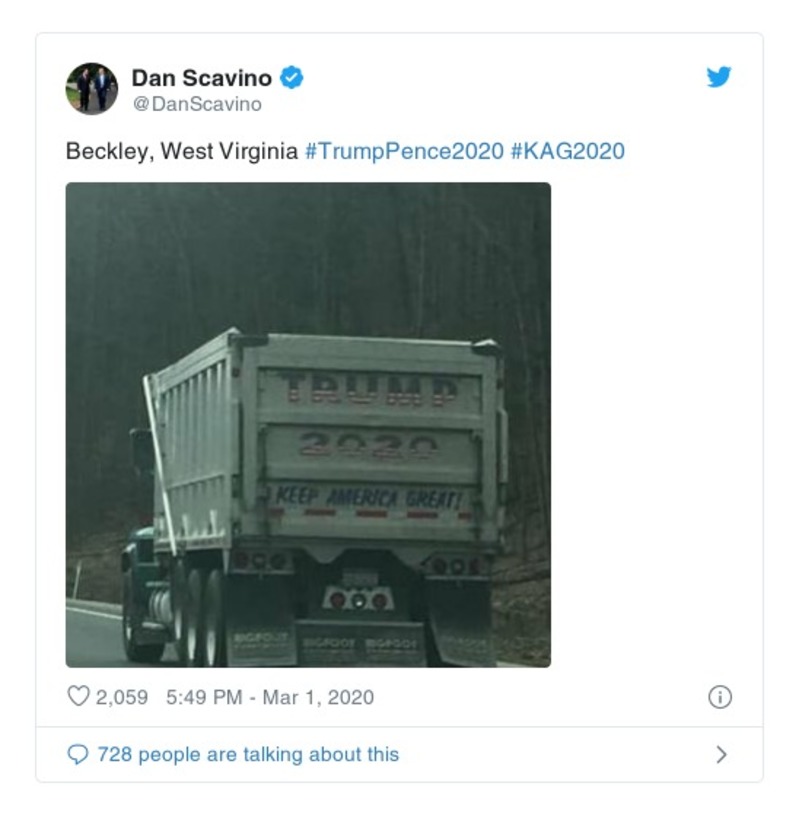 Dan Scavino
@DanScavino
Beckley, West Virginia #TrumpPence2020 #KAG2020
TRUMP
2020
KEEP AMERICA GREAT!
BIGFOOT BIGFOOT BIGFOOT
2,059 5:49 PM - Mar 1, 2020
728 people are talking about this